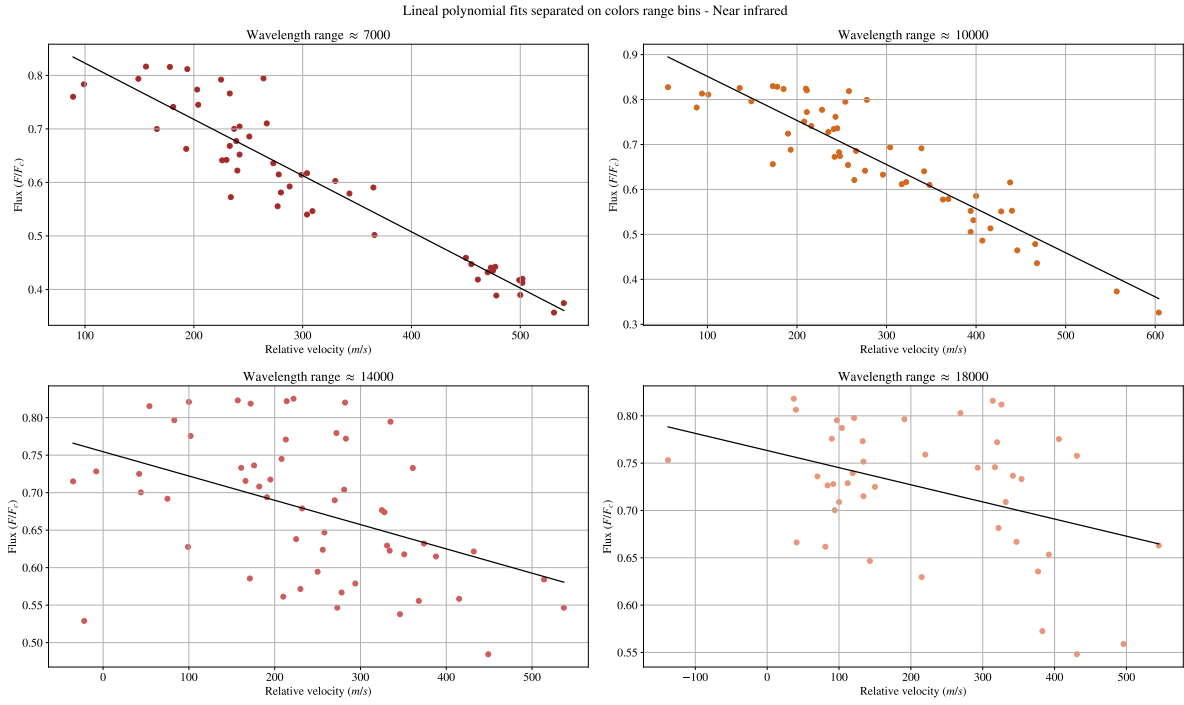 Lineal polynomial fits separated on colors range bins - Near infrared
Wavelength range ≈ 7000
Flux (F/F_c)
0.8
0.7
0.6
0.5
0.4
100 200 300 400 500
Relative velocity (m/s)
Wavelength range ≈ 10000
Flux (F/F_c)
0.9
0.8
0.7
0.6
0.5
0.4
0.3
100 200 300 400 500 600
Relative velocity (m/s)
Wavelength range ≈ 14000
Flux (F/F_c)
0.80
0.75
0.70
0.65
0.60
0.55
0.50
0 100 200 300 400 500
Relative velocity (m/s)
Wavelength range ≈ 18000
Flux (F/F_c)
0.80
0.75
0.70
0.65
0.60
0.55
−100 0 100 200 300 400 500
Relative velocity (m/s)